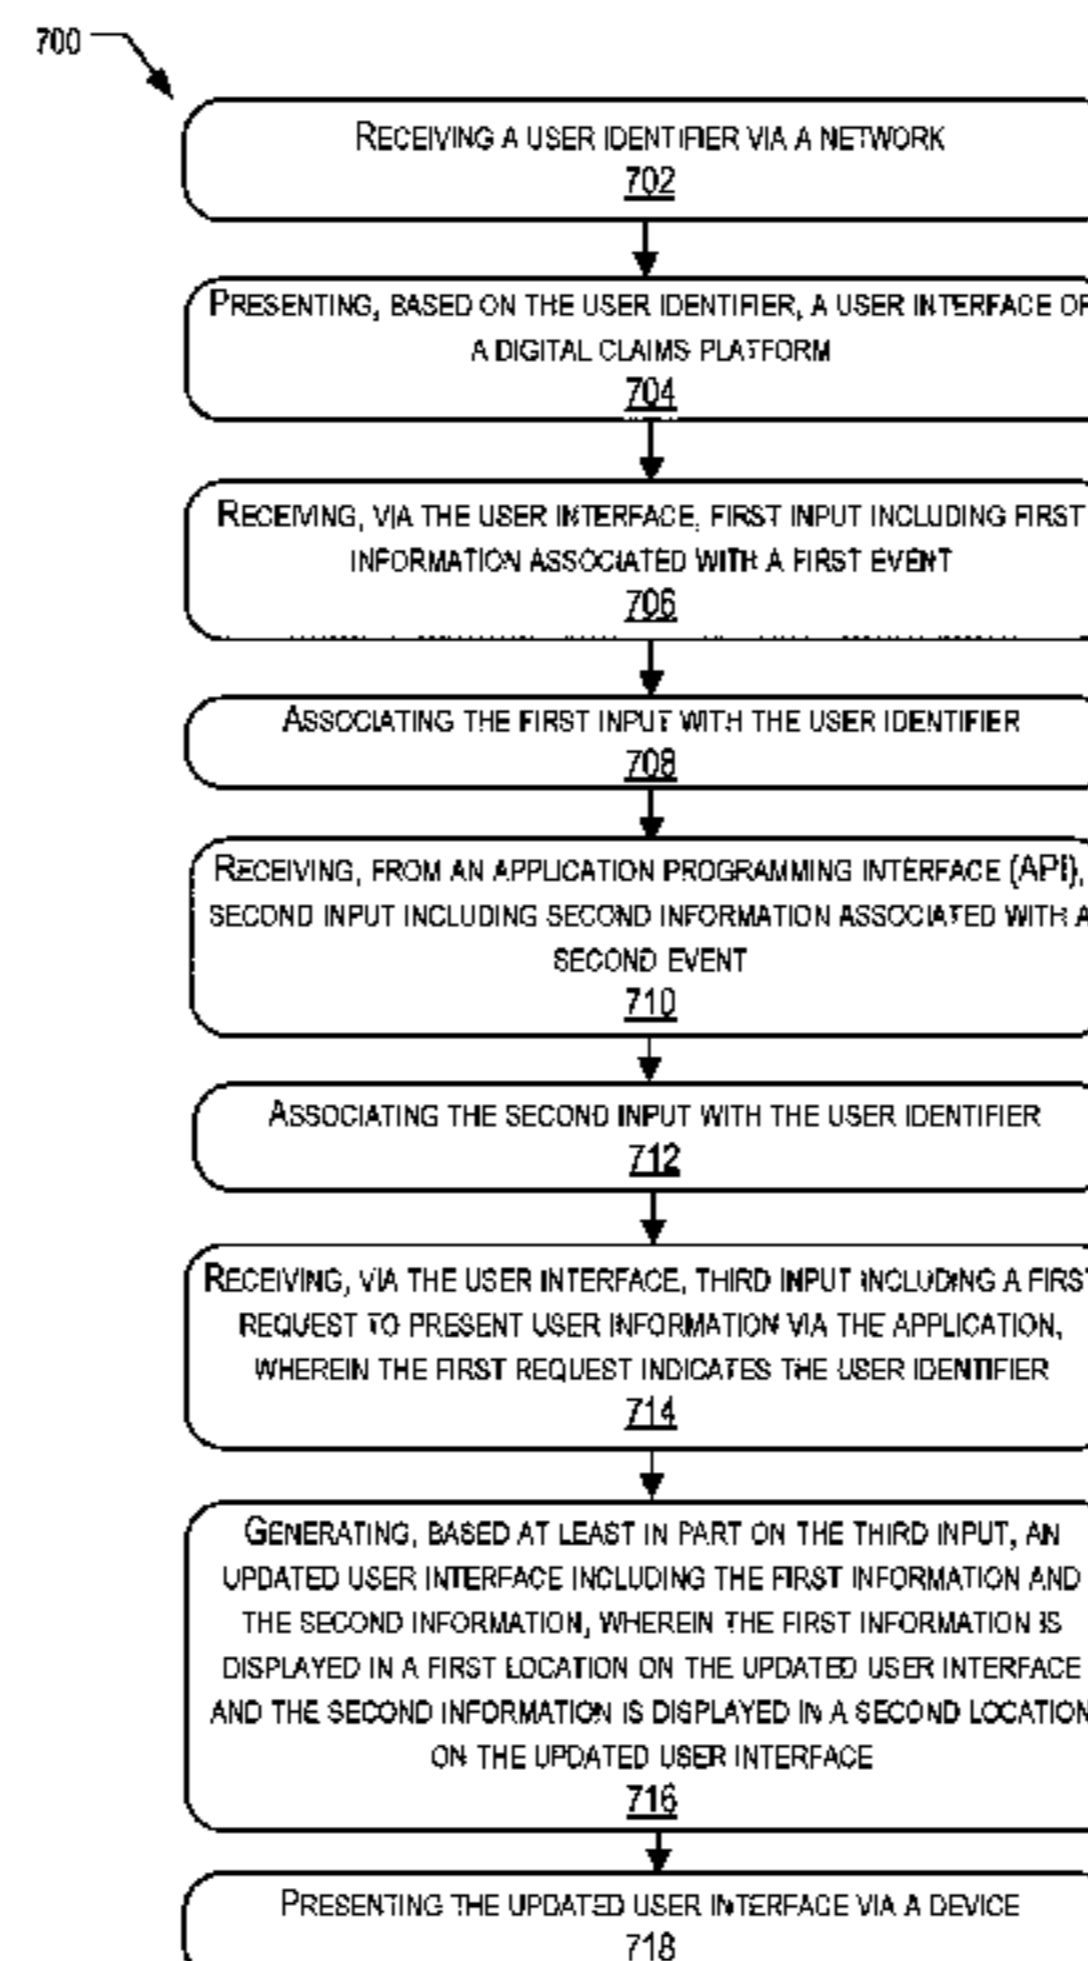 700
RECEIVING A USER IDENTIFIER VIA A NETWORK
702
PRESENTING, BASED ON THE USER IDENTIFIER, A USER INTERFACE OF
A DIGITAL CLAIMS PLATFORM
704
RECEIVING, VIA THE USER INTERFACE, FIRST INPUT INCLUDING FIRST
INFORMATION ASSOCIATED WITH A FIRST EVENT
706
ASSOCIATING THE FIRST INPUT WITH THE USER IDENTIFIER
708
RECEIVING, FROM AN APPLICATION PROGRAMMING INTERFACE (API),
SECOND INPUT INCLUDING SECOND INFORMATION ASSOCIATED WITH A
SECOND EVENT
710
ASSOCIATING THE SECOND INPUT WITH THE USER IDENTIFIER
712
RECEIVING, VIA THE USER INTERFACE, THIRD INPUT INCLUDING A FIRST
REQUEST TO PRESENT USER INFORMATION VIA THE APPLICATION,
WHEREIN THE FIRST REQUEST INDICATES THE USER IDENTIFIER
714
GENERATING, BASED AT LEAST IN PART ON THE THIRD INPUT, AN
UPDATED USER INTERFACE INCLUDING THE FIRST INFORMATION AND
THE SECOND INFORMATION, WHEREIN THE FIRST INFORMATION IS
DISPLAYED IN A FIRST LOCATION ON THE UPDATED USER INTERFACE
AND THE SECOND INFORMATION IS DISPLAYED IN A SECOND LOCATION
ON THE UPDATED USER INTERFACE
716
PRESENTING THE UPDATED USER INTERFACE VIA A DEVICE
718